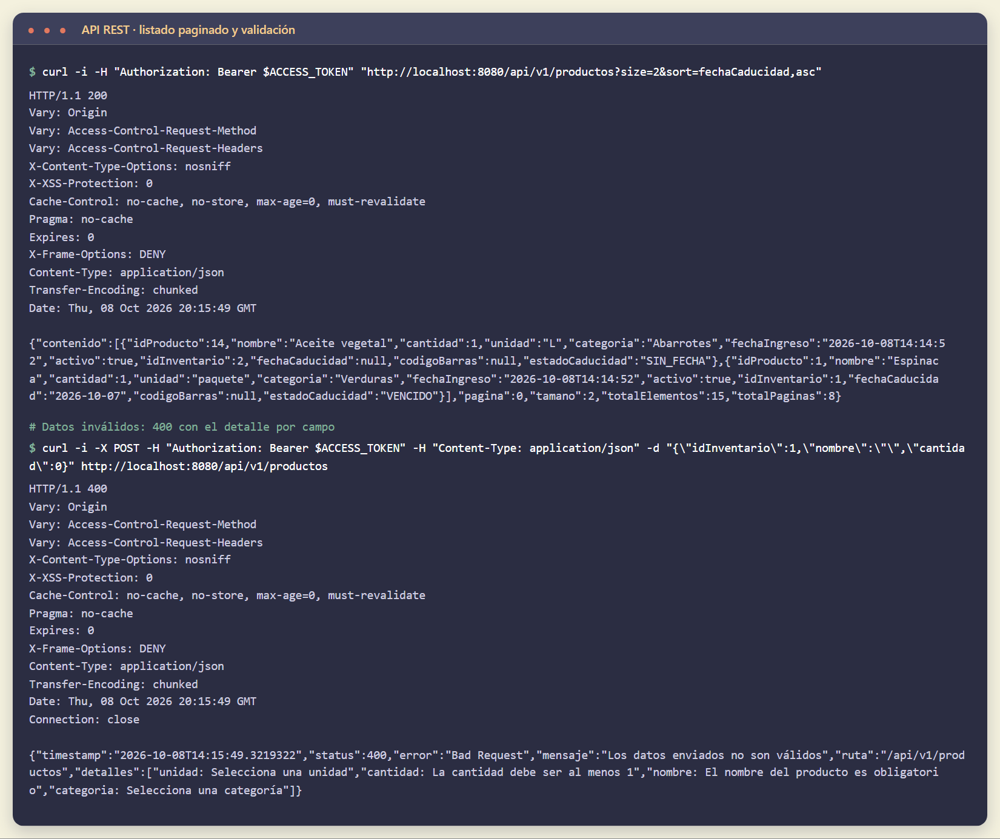 API REST · listado paginado y validación
$ curl -i -H "Authorization: Bearer $ACCESS_TOKEN" "http://localhost:8080/api/v1/productos?size=2&sort=fechaCaducidad,asc"
HTTP/1.1 200
Vary: Origin
Vary: Access-Control-Request-Method
Vary: Access-Control-Request-Headers
X-Content-Type-Options: nosniff
X-XSS-Protection: 0
Cache-Control: no-cache, no-store, max-age=0, must-revalidate
Pragma: no-cache
Expires: 0
X-Frame-Options: DENY
Content-Type: application/json
Transfer-Encoding: chunked
Date: Thu, 08 Oct 2026 20:15:49 GMT
{"contenido":[{"idProducto":14,"nombre":"Aceite vegetal","cantidad":1,"unidad":"L","categoria":"Abarrotes","fechaIngreso":"2026-10-08T14:14:5
2","activo":true,"idInventario":2,"fechaCaducidad":null,"codigoBarras":null,"estadoCaducidad":"SIN_FECHA"},{"idProducto":1,"nombre":"Espinac
a","cantidad":1,"unidad":"paquete","categoria":"Verduras","fechaIngreso":"2026-10-08T14:14:52","activo":true,"idInventario":1,"fechaCaducida
d":"2026-10-07","codigoBarras":null,"estadoCaducidad":"VENCIDO"}],"pagina":0,"tamano":2,"totalElementos":15,"totalPaginas":8}
# Datos inválidos: 400 con el detalle por campo
$ curl -i -X POST -H "Authorization: Bearer $ACCESS_TOKEN" -H "Content-Type: application/json" -d "{\"idInventario\":1,\"nombre\":\"\",\"cantida
d\":0}" http://localhost:8080/api/v1/productos
HTTP/1.1 400
Vary: Origin
Vary: Access-Control-Request-Method
Vary: Access-Control-Request-Headers
X-Content-Type-Options: nosniff
X-XSS-Protection: 0
Cache-Control: no-cache, no-store, max-age=0, must-revalidate
Pragma: no-cache
Expires: 0
X-Frame-Options: DENY
Content-Type: application/json
Transfer-Encoding: chunked
Date: Thu, 08 Oct 2026 20:15:49 GMT
Connection: close
{"timestamp":"2026-10-08T14:15:49.3219322","status":400,"error":"Bad Request","mensaje":"Los datos enviados no son válidos","ruta":"/api/v1/prod
uctos","detalles":["unidad: Selecciona una unidad","cantidad: La cantidad debe ser al menos 1","nombre: El nombre del producto es obligatori
o","categoria: Selecciona una categoría"]}